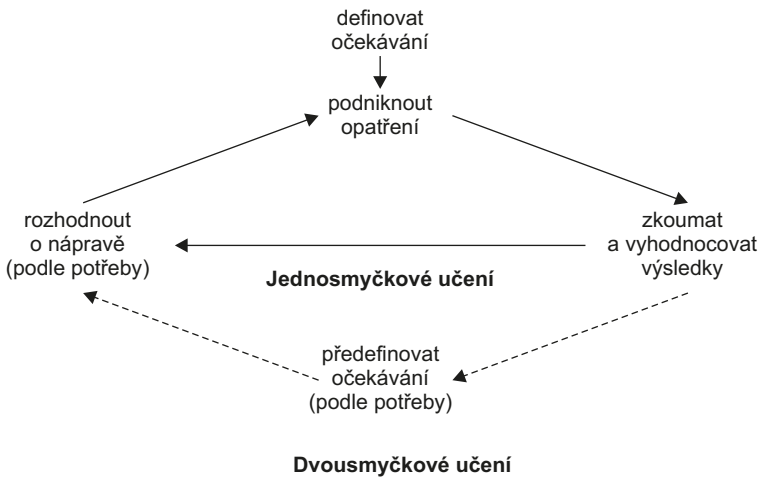 definovat
očekávání
podniknout
opatření
rozhodnout
o nápravě
(podle potřeby)
zkoumat
a vyhodnocovat
výsledky
Jednosmyčkové učení
předefinovat
očekávání
(podle potřeby)
Dvousmyčkové učení